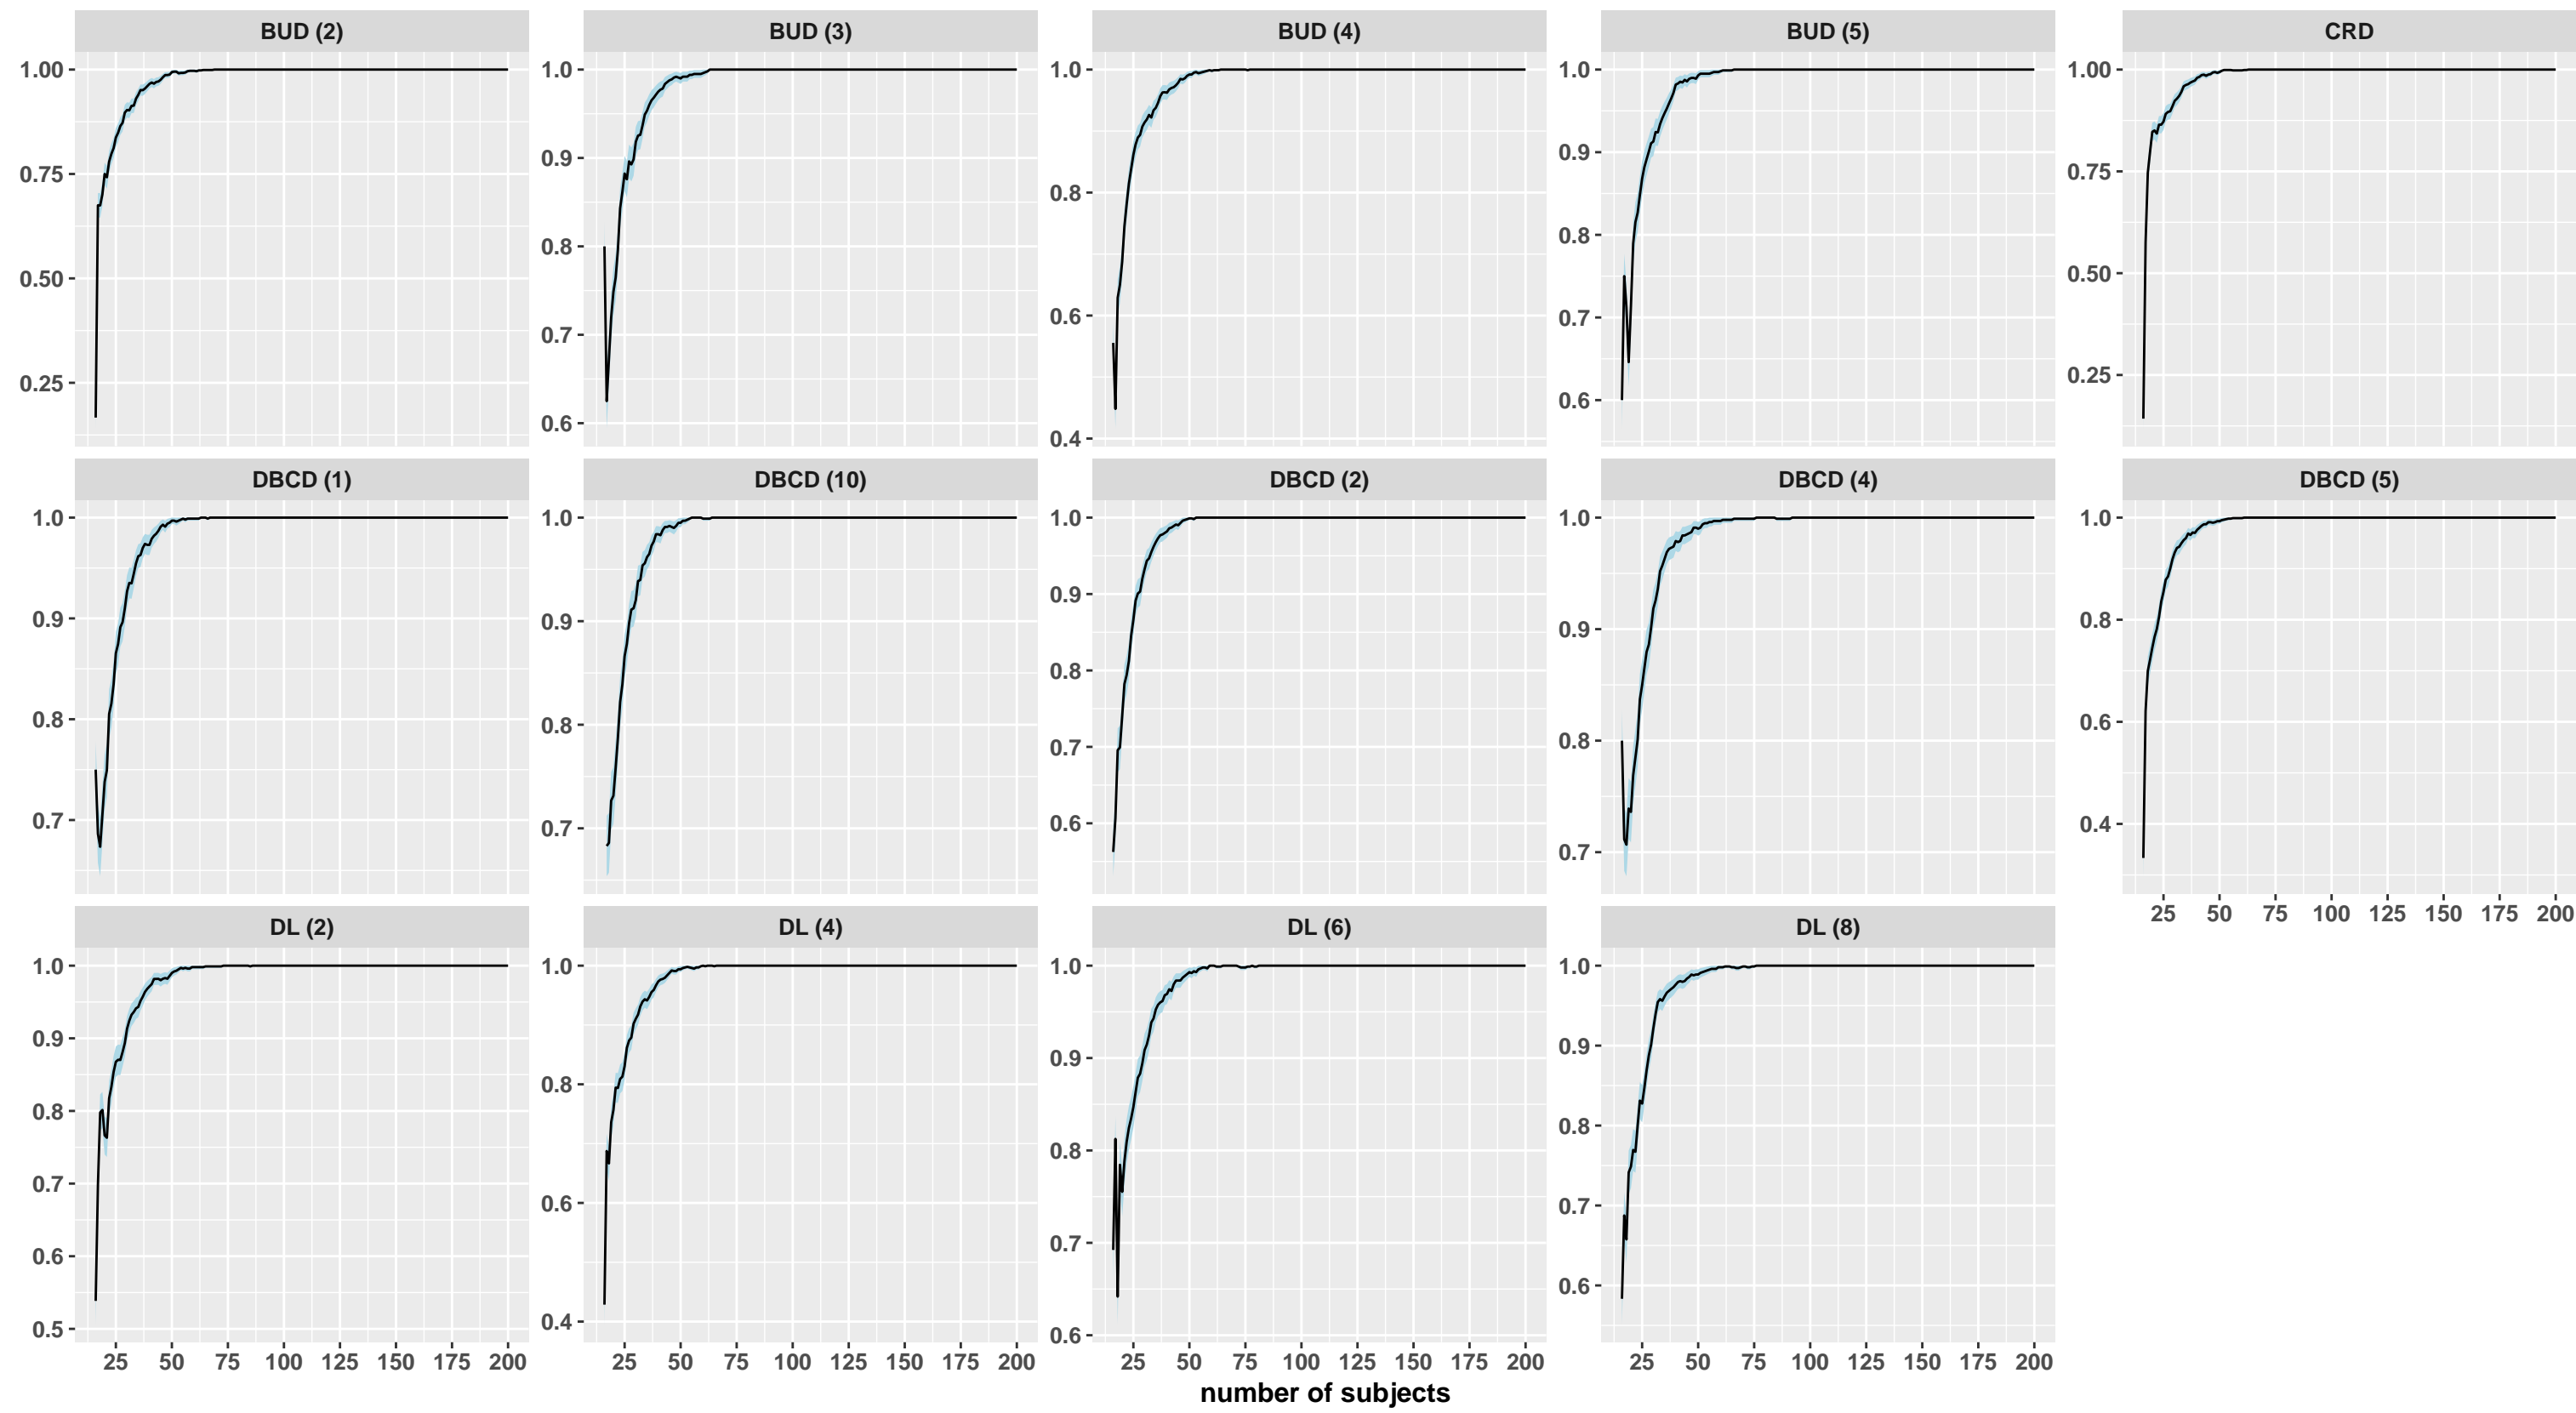 BUD (2) BUD (3) BUD (4) BUD (5) CRD
1.00 1.0 1.0 1.0 1.00
0.75 0.9 0.8 0.9 0.75
0.50 0.8 0.6 0.8 0.50
0.25 0.7 0.4 0.7 0.25
0.6 0.6
DBCD (1) DBCD (10) DBCD (2) DBCD (4) DBCD (5)
1.0 1.0 1.0 1.0 1.0
0.9 0.9 0.9 0.9 0.8
0.8 0.8 0.8 0.8 0.6
0.7 0.7 0.7 0.7 0.4
0.6
25 50 75 100 125 150 175 200
DL (2) DL (4) DL (6) DL (8)
1.0 1.0 1.0 1.0
0.9 0.8 0.9 0.9
0.8 0.6 0.8 0.8
0.7 0.4 0.7 0.7
0.6 0.6 0.6
0.5
25 50 75 100 125 150 175 200 25 50 75 100 125 150 175 200 25 50 75 100 125 150 175 200 25 50 75 100 125 150 175 200
number of subjects